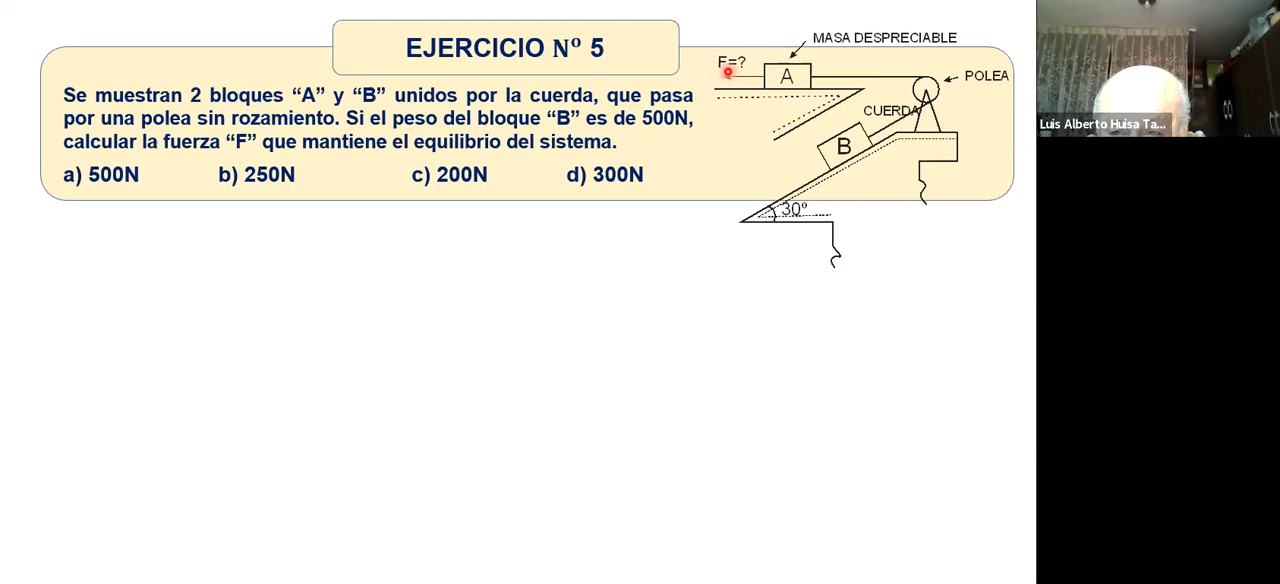 EJERCICIO Nº 5
Se muestran 2 bloques “A” y “B” unidos por la cuerda, que pasa
por una polea sin rozamiento. Si el peso del bloque “B” es de 500N,
calcular la fuerza “F” que mantiene el equilibrio del sistema.
a) 500N b) 250N c) 200N d) 300N
MASA DESPRECIABLE
F=?
A
POLEA
CUERDA
B
30º
Luis Alberto Huisa Ta...